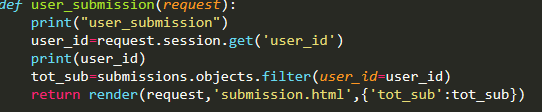 def user_submission(request):
    print("user_submission")
    user_id=request.session.get('user_id')
    print(user_id)
    tot_sub=submissions.objects.filter(user_id=user_id)
    return render(request,'submission.html',{'tot_sub':tot_sub})